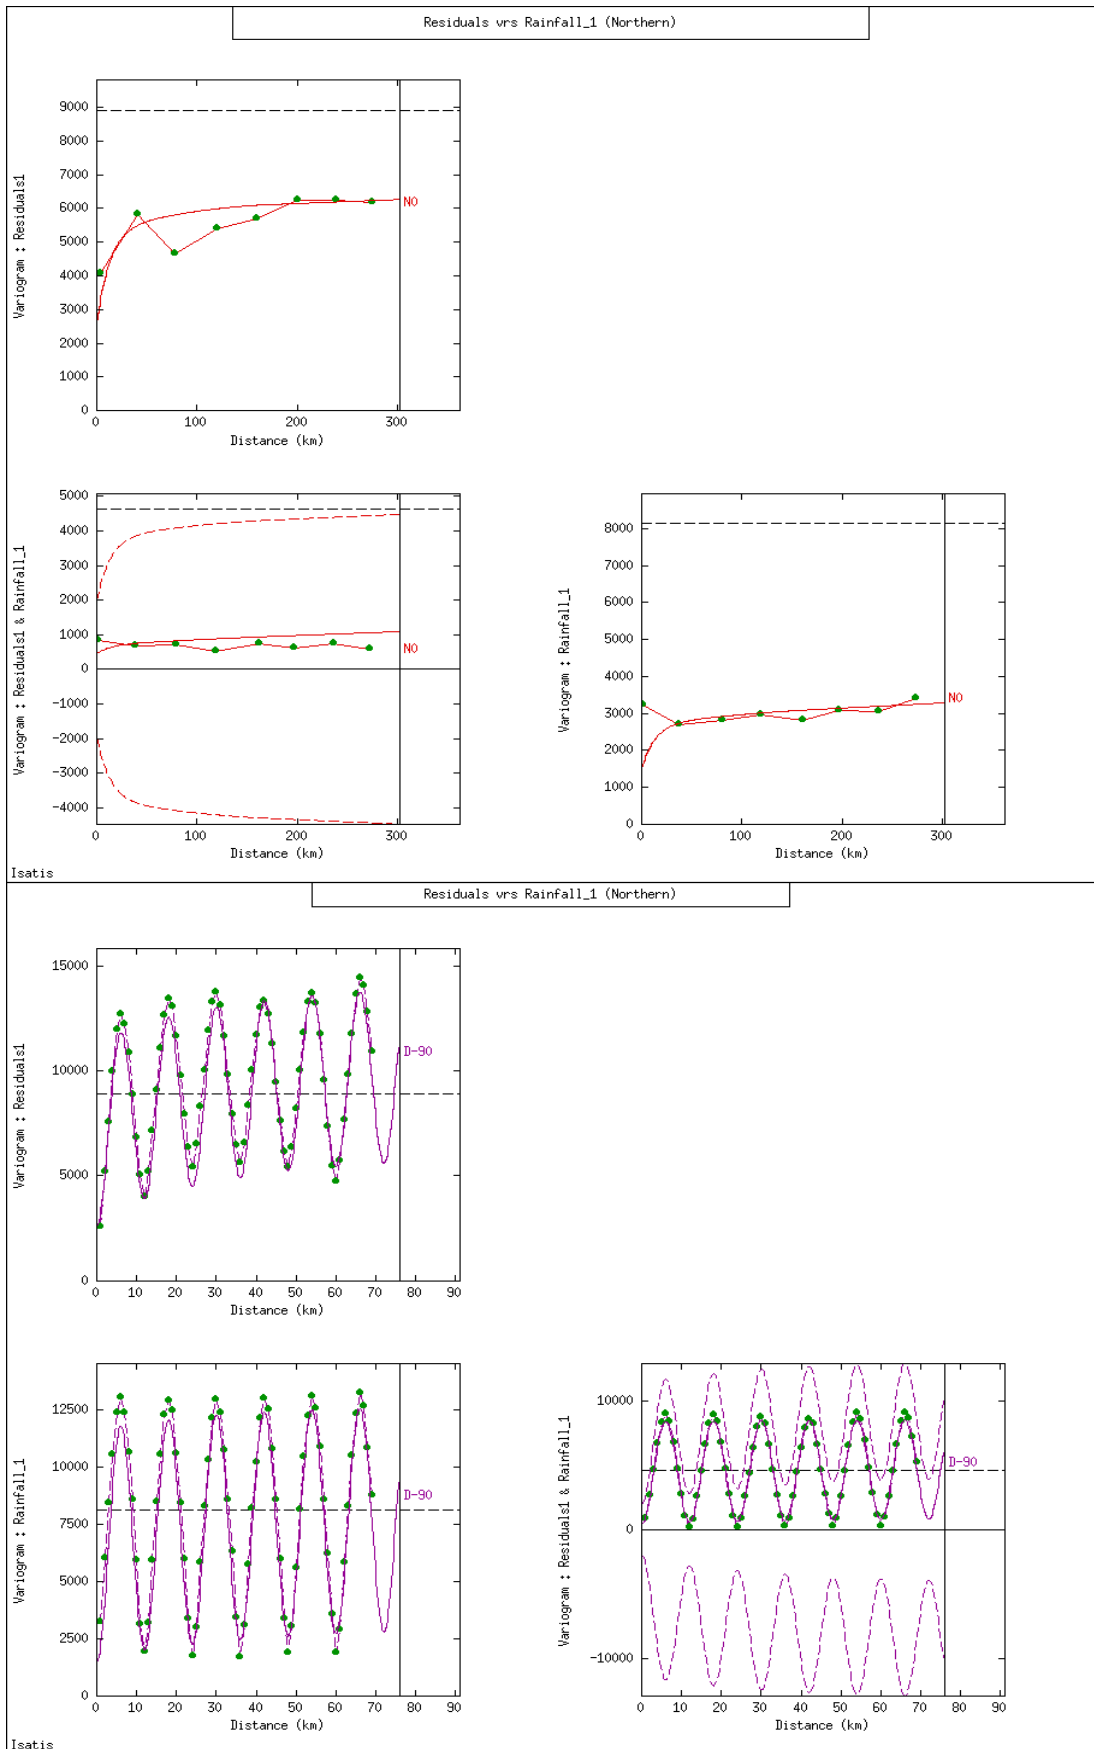 Residuals vrs Rainfall_1 (Northern)
Variogram : Residuals1
9000
8000
7000
6000
5000
4000
3000
2000
1000
0
N0
0 100 200 300
Distance (km)
Variogram : Residuals1 & Rainfall_1
5000
4000
3000
2000
1000
0
-1000
-2000
-3000
-4000
N0
0 100 200 300
Distance (km)
Variogram : Rainfall_1
8000
7000
6000
5000
4000
3000
2000
1000
0
N0
0 100 200 300
Distance (km)
Isatis
Residuals vrs Rainfall_1 (Northern)
Variogram : Residuals1
15000
10000
5000
0
D-90
0 10 20 30 40 50 60 70 80 90
Distance (km)
Variogram : Rainfall_1
12500
10000
7500
5000
2500
0
D-90
0 10 20 30 40 50 60 70 80 90
Distance (km)
Variogram : Residuals1 & Rainfall_1
10000
0
-10000
D-90
0 10 20 30 40 50 60 70 80 90
Distance (km)
Isatis